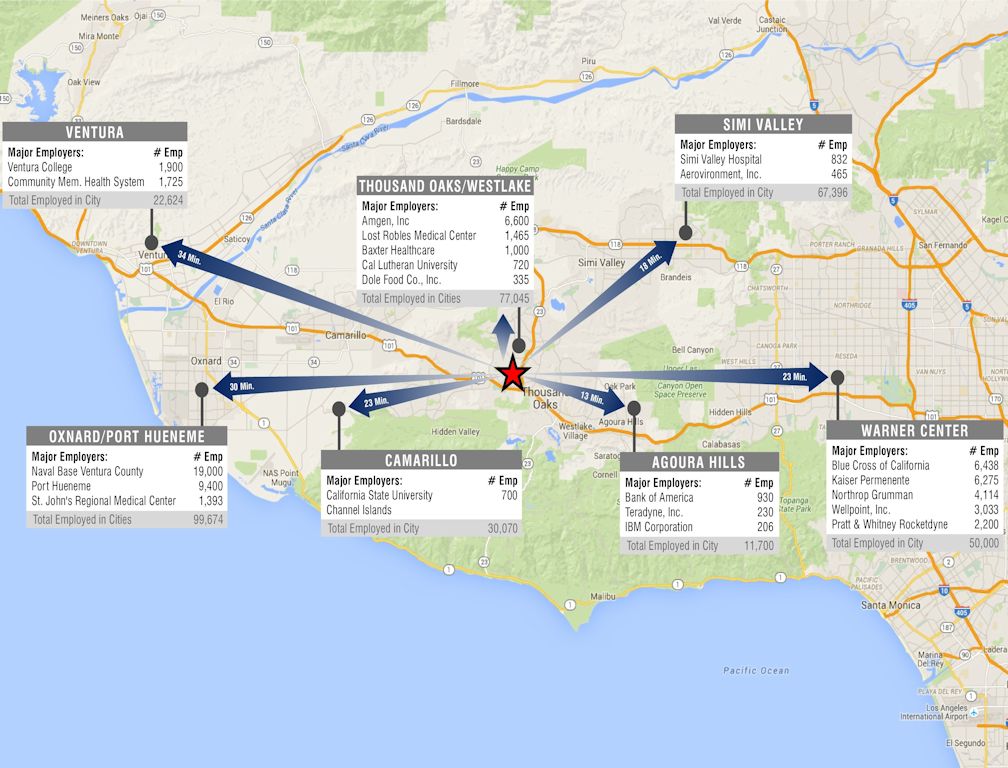 Meiners Oaks
Ojai
Mira Monte
Oak View
Val Verde
Castaic
Junction
Piru
Fillmore
Bardsdale
Santa Clara River
Happy Camp
VENTURA
Major Employers: # Emp
Ventura College 1,900
Community Mem. Health System 1,725
Total Employed in City 22,624
SIMI VALLEY
Major Employers: # Emp
Simi Valley Hospital 832
Aerovironment, Inc. 465
Total Employed in City 67,396
THOUSAND OAKS/WESTLAKE
Major Employers: # Emp
Amgen, Inc 6,600
Lost Robles Medical Center 1,465
Baxter Healthcare 1,000
Cal Lutheran University 720
Dole Food Co., Inc. 335
Total Employed in Cities 77,045
Santa Clara River
DOWNTOWN
Ventura
Saticoy
El Rio
Camarillo
Oxnard
Simi Valley
Brandeis
SYLMAR
Kagel C
PORTER RANCH
GRANADA HILLS
San Fernando
CHATSWORTH
NORTHRIDGE
SUN VALL
CANOGA PARK
WEST HILLS
RESEDA
VAN NUYS
Bell Canyon
Upper Las
Canyon Open
Space Preserve
34 Min.
18 Min.
30 Min.
23 Min.
13 Min.
23 Min.
Thousand
Oaks
Oak Park
Agoura Hills
Westlake
Village
Hidden Hills
Calabasas
Hidden Valley
Cornell
Topanga
State Park
NAS Point
Mugu
OXNARD/PORT HUENEME
Major Employers: # Emp
Naval Base Ventura County 19,000
Port Hueneme 9,400
St. John's Regional Medical Center 1,393
Total Employed in Cities 99,674
CAMARILLO
Major Employers: # Emp
California State University 700
Channel Islands
Total Employed in City 30,070
AGOURA HILLS
Major Employers: # Emp
Bank of America 930
Teradyne, Inc. 230
IBM Corporation 206
Total Employed in City 11,700
WARNER CENTER
Major Employers: # Emp
Blue Cross of California 6,438
Kaiser Permenente 6,275
Northrop Grumman 4,114
Wellpoint, Inc. 3,033
Pratt & Whitney Rocketdyne 2,200
Total Employed in City 50,000
BRENTWOOD
PACIFIC
PALISADES
Malibu
Santa Monica
Marina
Del Rey
PLAYA DEL REY
Los Angeles
International Airport
El Segundo
Pacific Ocean